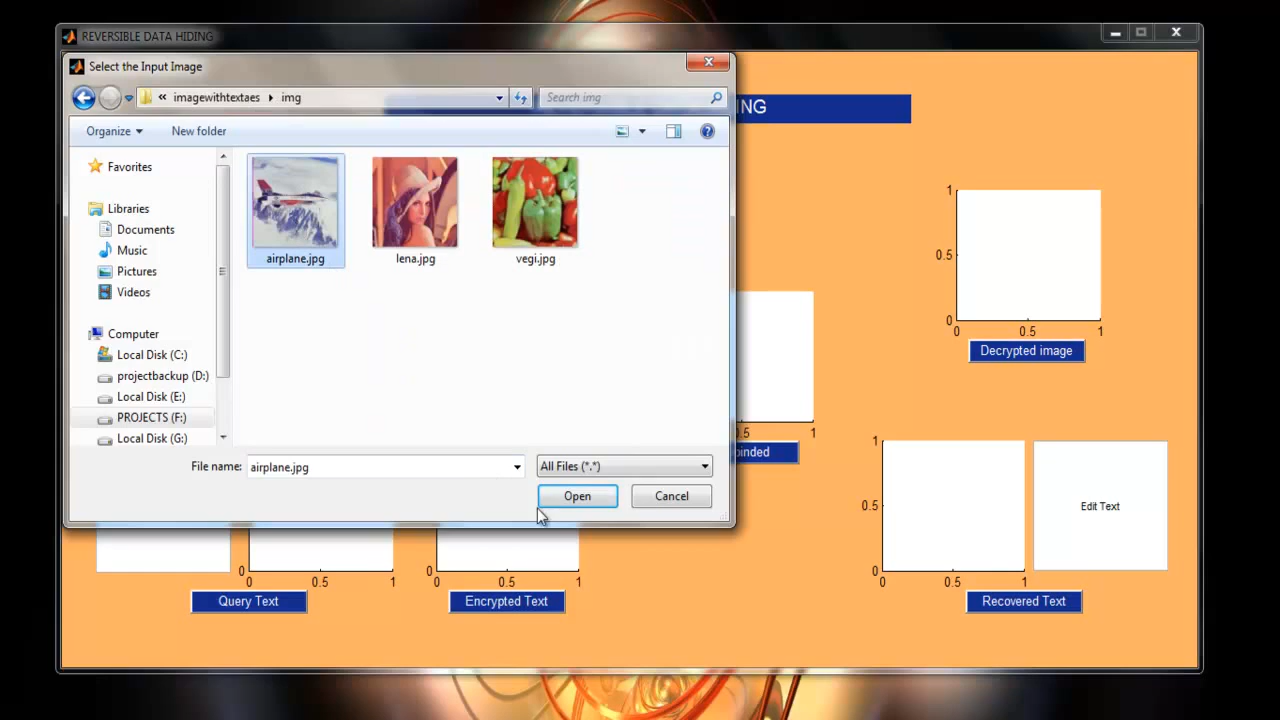 REVERSIBLE DATA HIDING
Select the Input Image
« imagewithtextaes ▸ img
Search img
ING
Organize
New folder
Favorites
Libraries
Documents
Music
Pictures
Videos
Computer
Local Disk (C:)
projectbackup (D:)
Local Disk (E:)
PROJECTS (F:)
Local Disk (G:)
airplane.jpg
lena.jpg
vegi.jpg
File name:
airplane.jpg
All Files (*.*)
Open
Cancel
1
0.5
0
0
0.5
1
Decrypted image
0.5
1
1
0.5
0
0
0.5
1
Edit Text
0
0
0.5
1
0
0
0.5
1
Query Text
Encrypted Text
Recovered Text